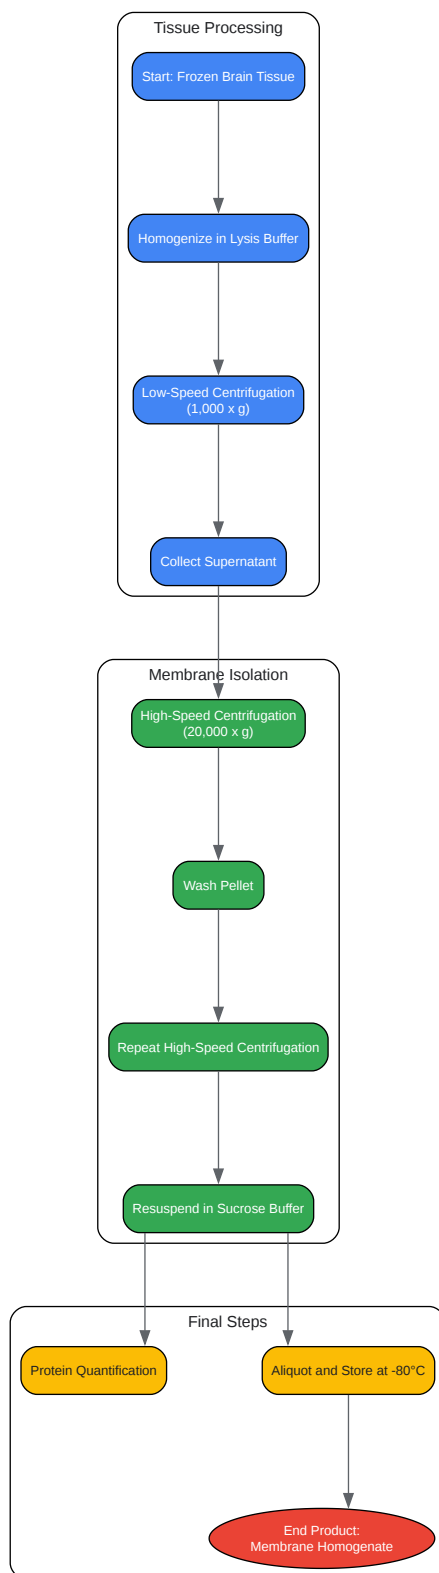 Tissue Processing
Start: Frozen Brain Tissue
Homogenize in Lysis Buffer
Low-Speed Centrifugation
(1,000 x g)
Collect Supernatant
Membrane Isolation
High-Speed Centrifugation
(20,000 x g)
Wash Pellet
Repeat High-Speed Centrifugation
Resuspend in Sucrose Buffer
Final Steps
Protein Quantification
Aliquot and Store at -80°C
End Product:
Membrane Homogenate